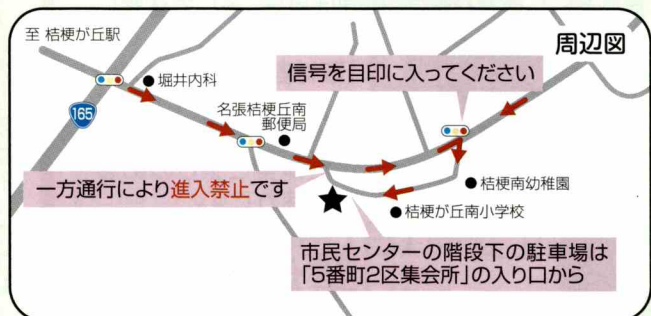 至 桔梗が丘駅
周辺図
堀井内科
信号を目印に入ってください
165
名張桔梗丘南
郵便局
一方通行により進入禁止です
桔梗南幼稚園
桔梗が丘南小学校
市民センターの階段下の駐車場は
「5番町2区集会所」の入り口から